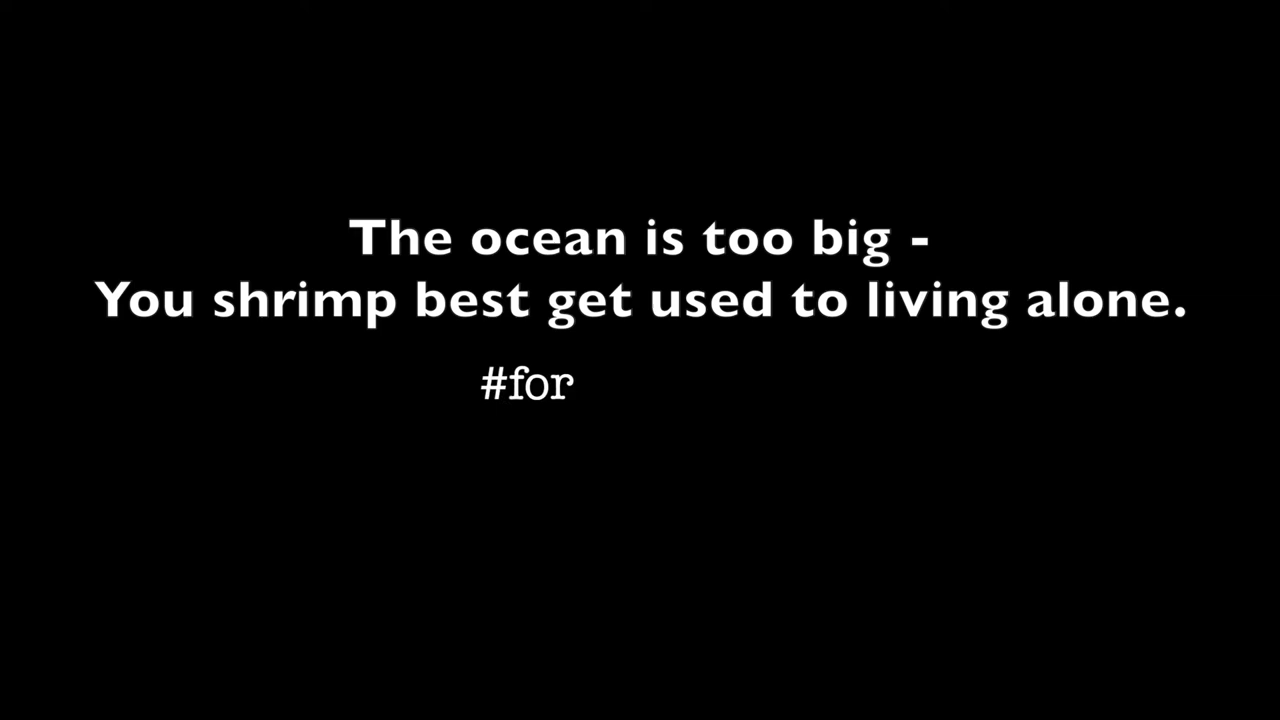 The ocean is too big -
You shrimp best get used to living alone.
#for